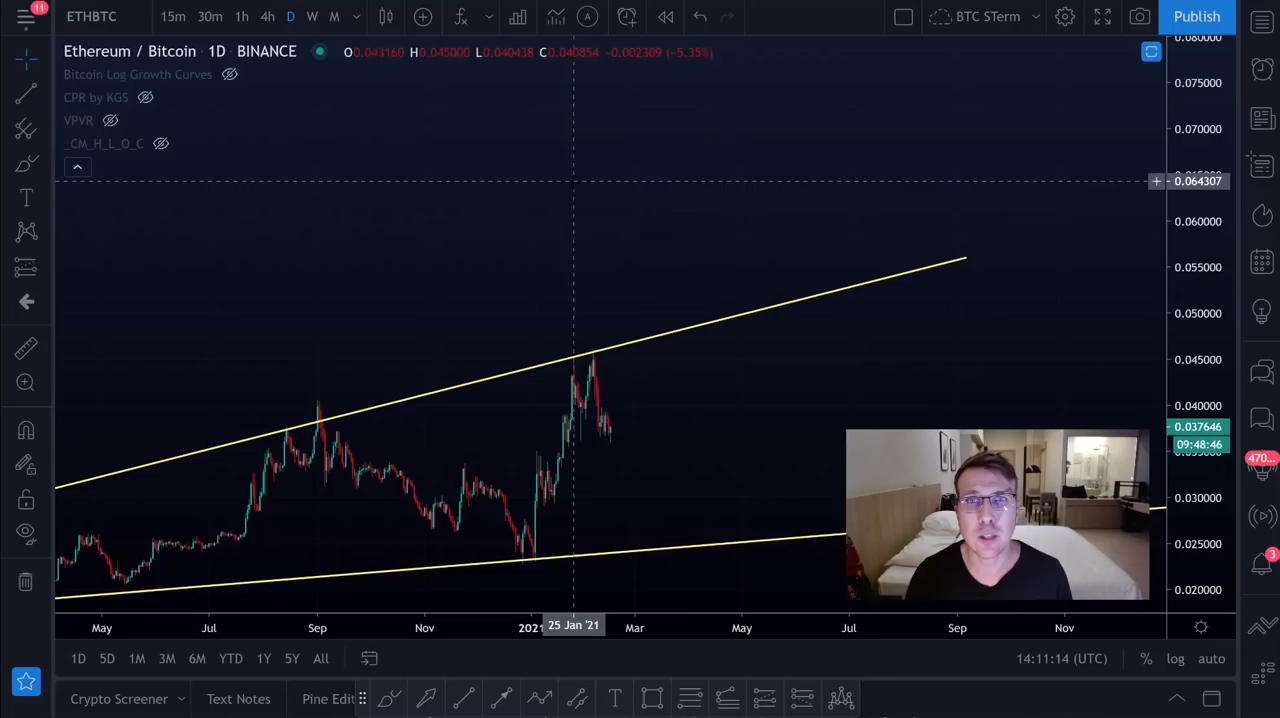 11
ETHBTC
15m 30m 1h 4h D W M
BTC STerm
Publish
Ethereum / Bitcoin · 1D · BINANCE O0.043160 H0.045000 L0.040438 C0.040854 -0.002309 (-5.35%)
Bitcoin Log Growth Curves
CPR by KGS
VPVR
_CM_H_L_O_C
0.080000
0.075000
0.070000
0.064307
0.060000
0.055000
0.050000
0.045000
0.040000
0.037646
09:48:46
470...
0.030000
0.025000
0.020000
3
May Jul Sep Nov 2021 25 Jan '21 Mar May Jul Sep Nov
1D 5D 1M 3M 6M YTD 1Y 5Y All
14:11:14 (UTC) % log auto
Crypto Screener Text Notes Pine Edit